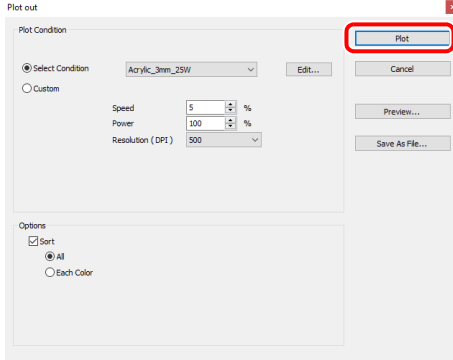 Plot out
Plot Condition
Plot
Select Condition Acrylic_3mm_25W Edit... Cancel
Custom
Speed 5 % Preview...
Power 100 %
Resolution ( DPI ) 500 Save As File...
Options
Sort
All
Each Color